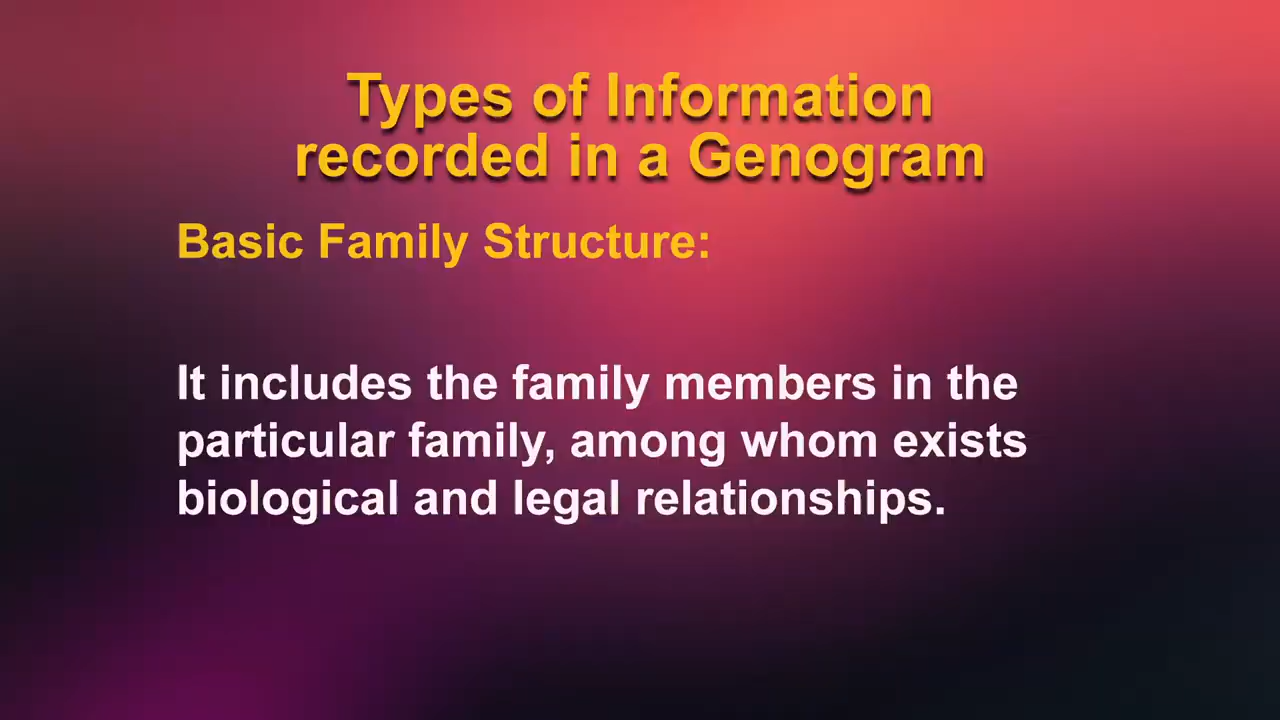 Types of Information
recorded in a Genogram
Basic Family Structure:
It includes the family members in the
particular family, among whom exists
biological and legal relationships.